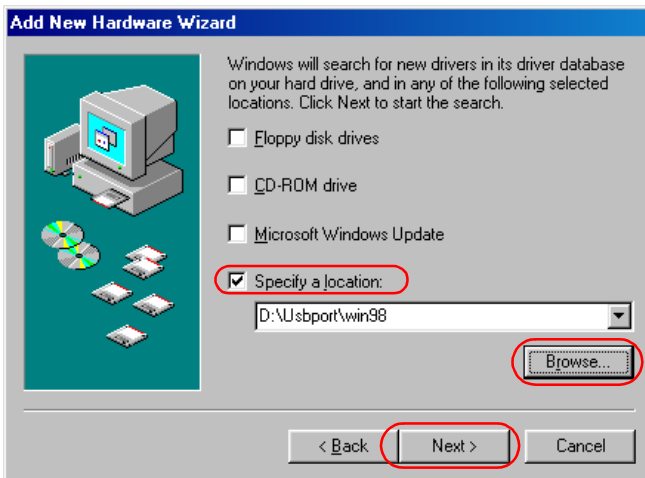 Add New Hardware Wizard
Windows will search for new drivers in its driver database
on your hard drive, and in any of the following selected
locations. Click Next to start the search.
Floppy disk drives
CD-ROM drive
Microsoft Windows Update
Specify a location:
D:\Usbport\win98
Browse...
< Back
Next >
Cancel